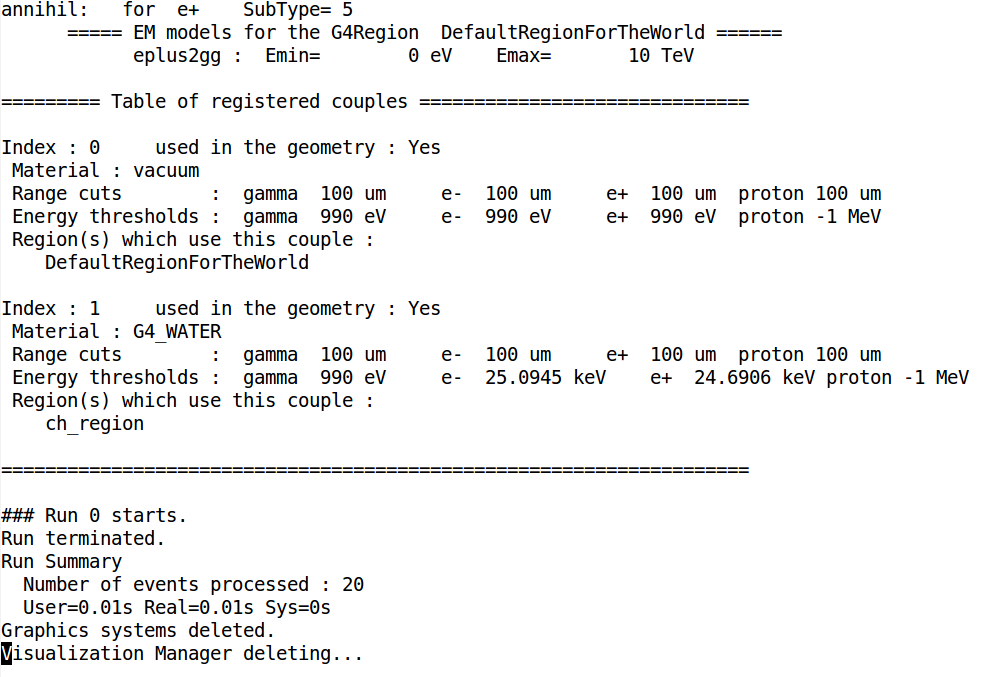 annihil:   for  e+    SubType= 5
      ===== EM models for the G4Region  DefaultRegionForTheWorld ======
            eplus2gg :  Emin=        0 eV    Emax=       10 TeV
========= Table of registered couples ==============================
Index : 0     used in the geometry : Yes
 Material : vacuum
 Range cuts        :  gamma  100 um     e-  100 um     e+  100 um  proton 100 um
 Energy thresholds :  gamma  990 eV     e-  990 eV     e+  990 eV  proton -1 MeV
 Region(s) which use this couple :
    DefaultRegionForTheWorld
Index : 1     used in the geometry : Yes
 Material : G4_WATER
 Range cuts        :  gamma  100 um     e-  100 um     e+  100 um  proton 100 um
 Energy thresholds :  gamma  990 eV     e-  25.0945 keV    e+  24.6906 keV proton -1 MeV
 Region(s) which use this couple :
    ch_region
====================================================================
### Run 0 starts.
Run terminated.
Run Summary
  Number of events processed : 20
  User=0.01s Real=0.01s Sys=0s
Graphics systems deleted.
Visualization Manager deleting...